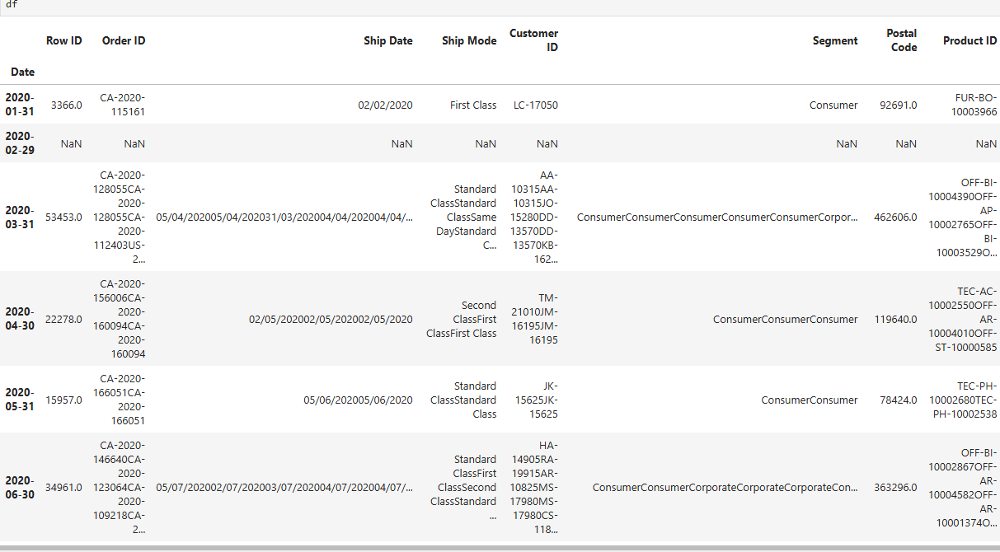 df
Row ID Order ID Ship Date Ship Mode Customer ID Segment Postal Code Product ID
Date
2020-01-31 3366.0 CA-2020-115161 02/02/2020 First Class LC-17050 Consumer 92691.0 FUR-BO-10003966
2020-02-29 NaN NaN NaN NaN NaN NaN NaN NaN
2020-03-31 53453.0 CA-2020-128055CA-2020-128055CA-2020-112403US-2... 05/04/202005/04/202031/03/202004/04/202004/04/... Standard ClassStandard ClassSame DayStandard C... AA-10315AA-10315JO-15280DD-13570DD-13570KB-162... ConsumerConsumerConsumerConsumerConsumerCorpor... 462606.0 OFF-BI-10004390OFF-AP-10002765OFF-BI-10003529O...
2020-04-30 22278.0 CA-2020-156006CA-2020-160094CA-2020-160094 02/05/202002/05/202002/05/2020 Second ClassFirst ClassFirst Class TM-21010JM-16195JM-16195 ConsumerConsumerConsumer 119640.0 TEC-AC-10002550OFF-AR-10004010OFF-ST-10000585
2020-05-31 15957.0 CA-2020-166051CA-2020-166051 05/06/202005/06/2020 Standard ClassStandard Class JK-15625JK-15625 ConsumerConsumer 78424.0 TEC-PH-10002680TEC-PH-10002538
2020-06-30 34961.0 CA-2020-146640CA-2020-123064CA-2020-109218CA-2... 05/07/202002/07/202003/07/202004/07/202004/07/... Standard ClassFirst ClassSecond ClassStandard ... HA-14905RA-19915AR-10825MS-17980MS-17980CS-118... ConsumerConsumerCorporateCorporateCorporateCon... 363296.0 OFF-BI-10002867OFF-AR-10004582OFF-AR-10001374O...